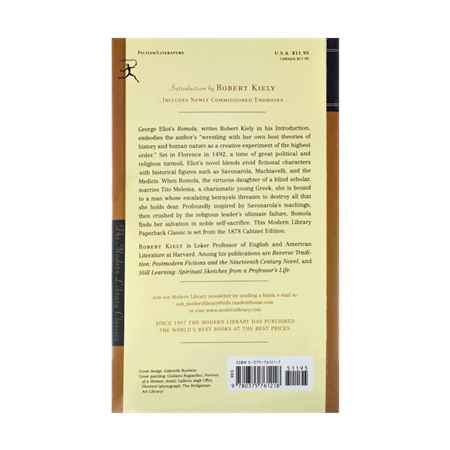 FICTION/LITERATURE
U.S.A. $11.95
CANADA $17.95
Introduction by ROBERT KIELY
INCLUDES NEWLY COMMISSIONED ENDNOTES
George Eliot's Romola, writes Robert Kiely in his Introduction,
embodies the author's "wrestling with her own best theories of
history and human nature as a creative experiment of the highest
order." Set in Florence in 1492, a time of great political and
religious turmoil, Eliot's novel blends vivid fictional characters
with historical figures such as Savonarola, Machiavelli, and the
Medicis. When Romola, the virtuous daughter of a blind scholar,
marries Tito Melema, a charismatic young Greek, she is bound to
a man whose escalating betrayals threaten to destroy all that
she holds dear. Profoundly inspired by Savonarola's teachings,
then crushed by the religious leader's ultimate failure, Romola
finds her salvation in noble self-sacrifice. This Modern Library
Paperback Classic is set from the 1878 Cabinet Edition.
ROBERT KIELY is Loker Professor of English and American
Literature at Harvard. Among his publications are Reverse Tradi-
tion: Postmodern Fictions and the Nineteenth Century Novel, and
Still Learning: Spiritual Sketches from a Professor's Life.
Join our Modern Library newsletter by sending a blank e-mail to:
sub_modernlibrary@info.randomhouse.com
or visit www.modernlibrary.com
SINCE 1917 THE MODERN LIBRARY HAS PUBLISHED
THE WORLD'S BEST BOOKS AT THE BEST PRICES.
The Modern Library Classics
ISBN 0-375-76121-7
51195
EAN
9 780375 761218
Cover design: Gabrielle Bordwin
Cover painting: Giuliano Bugiardini, Portrait
of a Woman, detail. Galleria degli Uffizi,
Florence (photograph: The Bridgeman
Art Library)